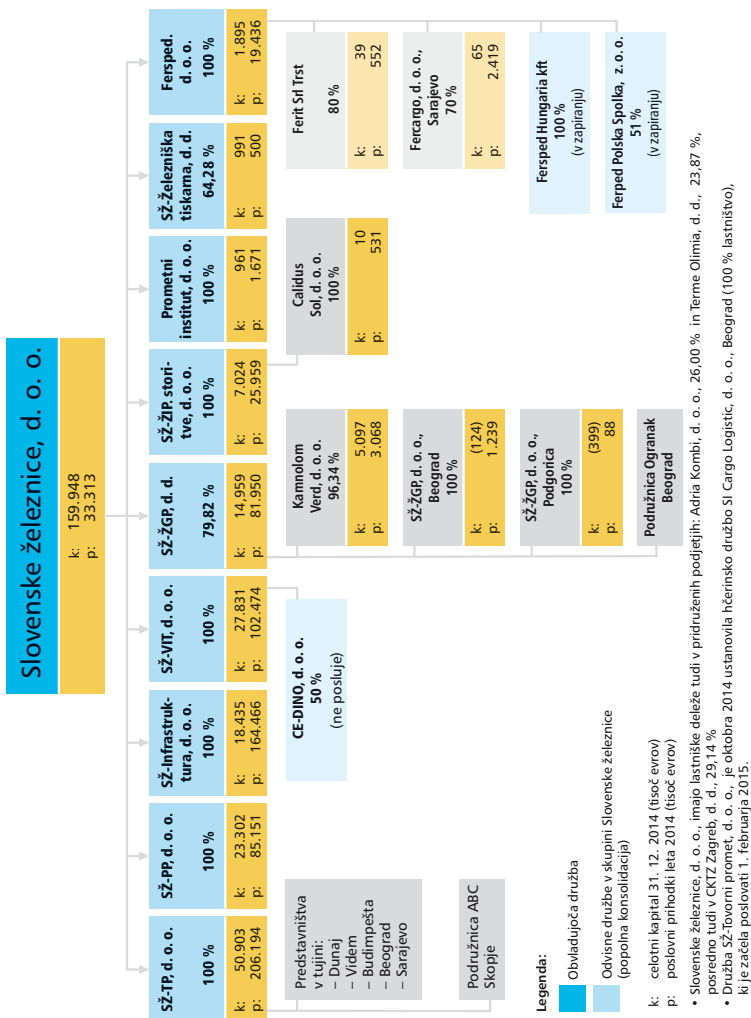 Slovenske železnice, d. o. o.
k: 159.948
p: 33.313
SŽ-TP, d. o. o.
100 %
k: 50.903
p: 206.194
SŽ-PP, d. o. o.
100 %
k: 23.302
p: 85.151
SŽ-Infrastruk-
tura, d. o. o.
100 %
k: 18.435
p: 164.466
SŽ-VIT, d. o. o.
100 %
k: 27.831
p: 102.474
SŽ-ŽGP, d. d.
79,82 %
k: 14.959
p: 81.950
SŽ-ŽIP. stori-
tve, d. o. o.
100 %
k: 7.024
p: 25.959
Prometni
institut, d. o. o.
100 %
k: 961
p: 1.671
SŽ-Železniška
tiskarna, d. d.
64,28 %
k: 991
p: 500
Fersped.
d. o. o.
100 %
k: 1.895
p: 19.436
Predstavništva
v tujini:
– Dunaj
– Videm
– Budimpešta
– Beograd
– Sarajevo
Podružnica ABC
Skopje
CE-DINO, d. o. o.
50 %
(ne posluje)
Kamnolom
Verd, d. o. o.
96,34 %
k: 5.097
p: 3.068
SŽ-ŽGP, d. o. o.,
Beograd
100 %
k: (124)
p: 1.239
SŽ-ŽGP, d. o. o.,
Podgorica
100 %
k: (399)
p: 88
Podružnica Ogranak
Beograd
Calidus
Sol, d. o. o.
100 %
k: 10
p: 531
Ferit Srl Trst
80 %
k: 39
p: 552
Fercargo, d. o. o.,
Sarajevo
70 %
k: 65
p: 2.419
Fersped Hungaria kft
100 %
(v zapiranju)
Ferped Polska Spolka, z. o. o.
51 %
(v zapiranju)
Legenda:
Obvladujoča družba
Odvisne družbe v skupini Slovenske železnice
(popolna konsolidacija)
k: celotni kapital 31. 12. 2014 (tisoč evrov)
p: poslovni prihodki leta 2014 (tisoč evrov)
• Slovenske železnice, d. o. o., imajo lastniške deleže tudi v pridruženih podjetjih: Adria Kombi, d. o. o., 26,00 % in Terme Olimia, d. d., 23,87 %,
posredno tudi v CKTZ Zagreb, d. d., 29,14 %
• Družba SŽ-Tovorni promet, d. o. o., je oktobra 2014 ustanovila hčerinsko družbo SI Cargo Logistic, d. o. o., Beograd (100 % lastništvo),
ki je začela poslovati 1. februarja 2015.